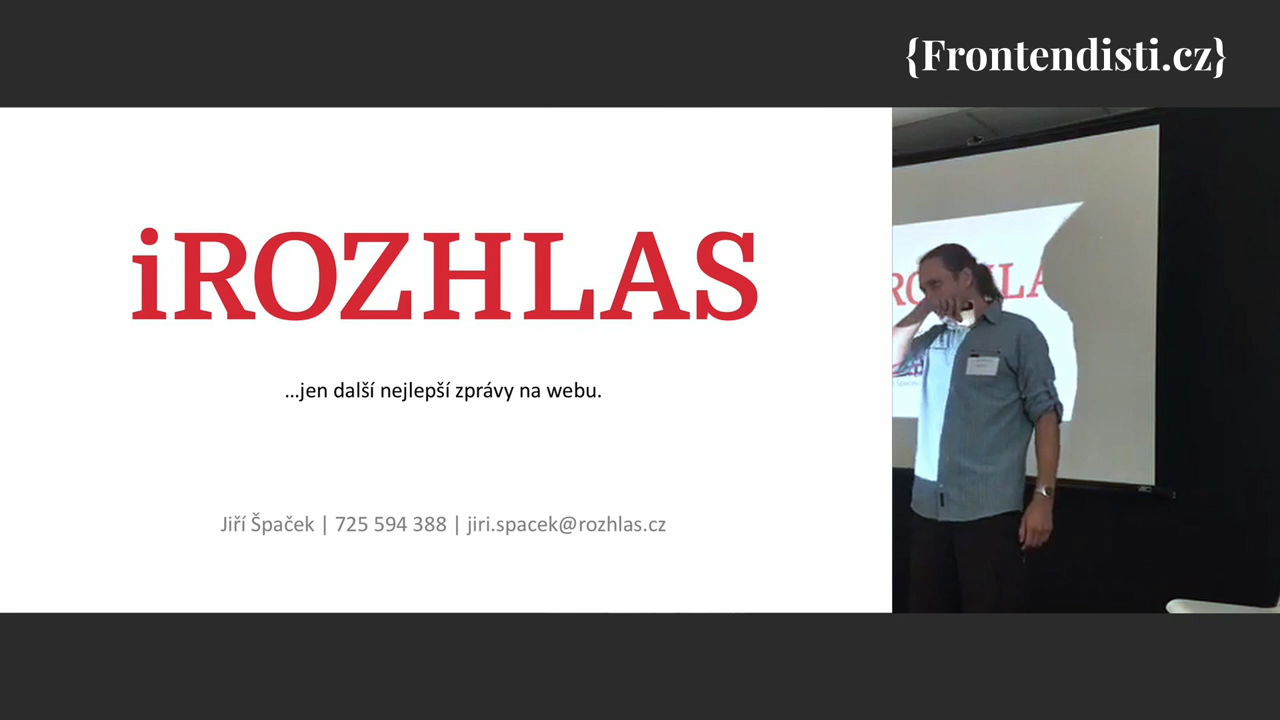 {Frontendisti.cz}
iROZHLAS
...jen další nejlepší zprávy na webu.
Jiří Špaček | 725 594 388 | jiri.spacek@rozhlas.cz